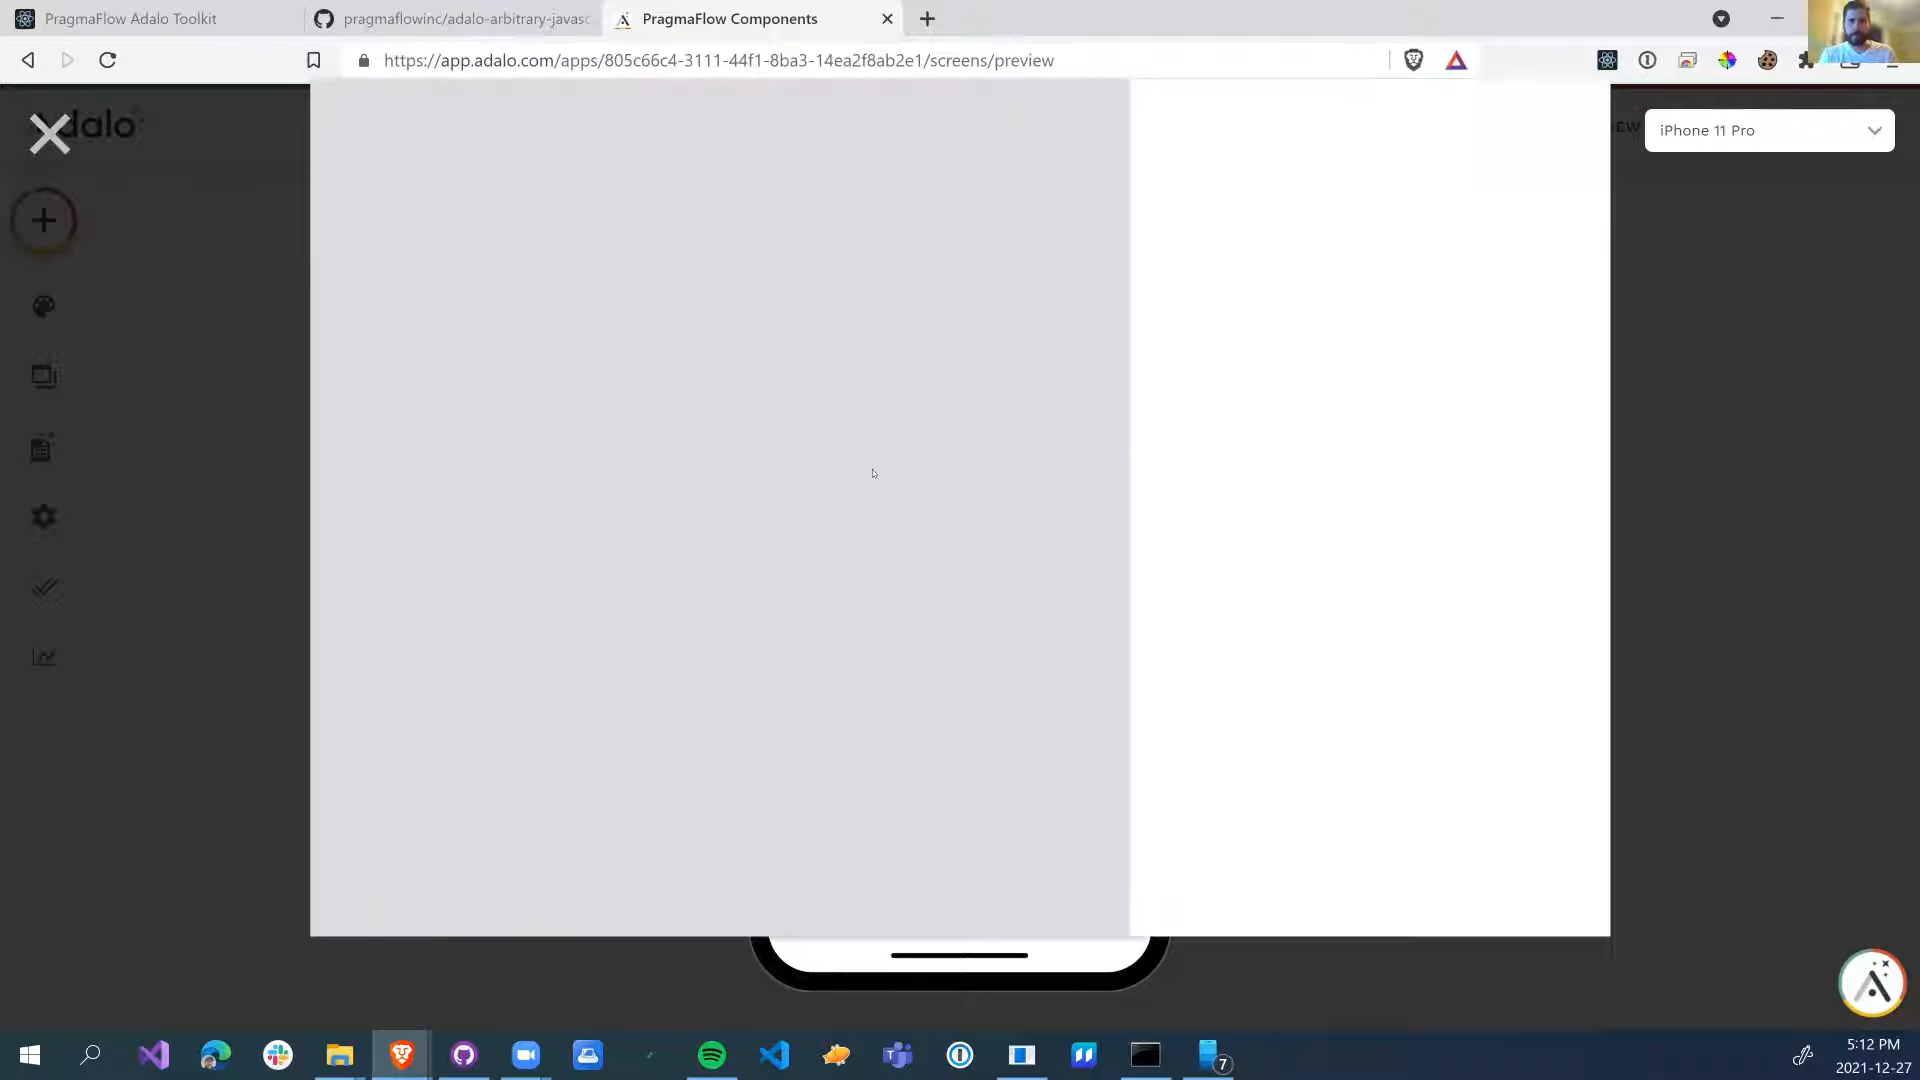 PragmaFlow Adalo Toolkit
pragmaflowinc/adalo-arbitrary-javasc
PragmaFlow Components
https://app.adalo.com/apps/805c66c4-3111-44f1-8ba3-14ea2f8ab2e1/screens/preview
dalo
EW
iPhone 11 Pro
7
5:12 PM
2021-12-27